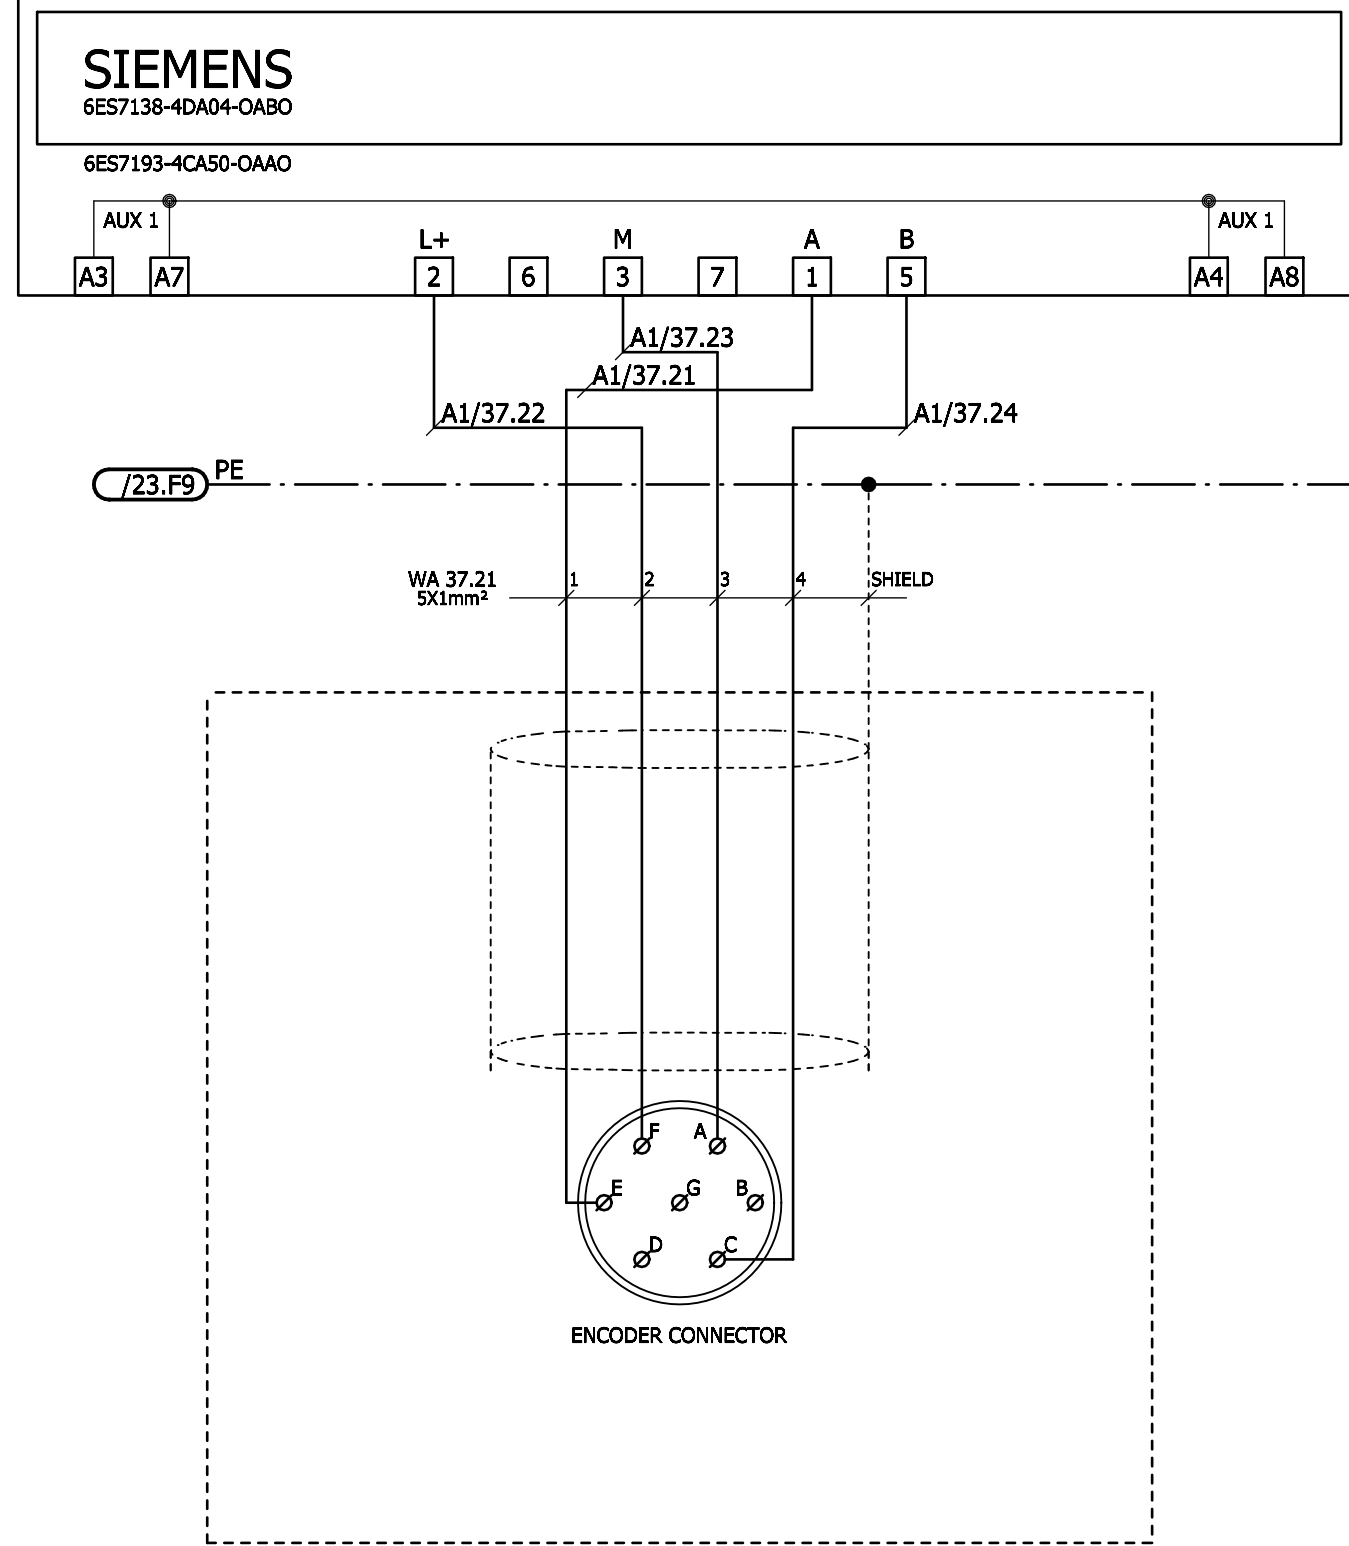 SIEMENS
6ES7138-4DA04-OABO
6ES7193-4CA50-OAAO
AUX 1
AUX 1
L+ M A B
A3 A7 2 6 3 7 1 5 A4 A8
A1/37.23
A1/37.21
A1/37.22
A1/37.24
/23.F9
PE
WA 37.21
5X1mm²
1 2 3 4 SHIELD
F A
E G B
D C
ENCODER CONNECTOR